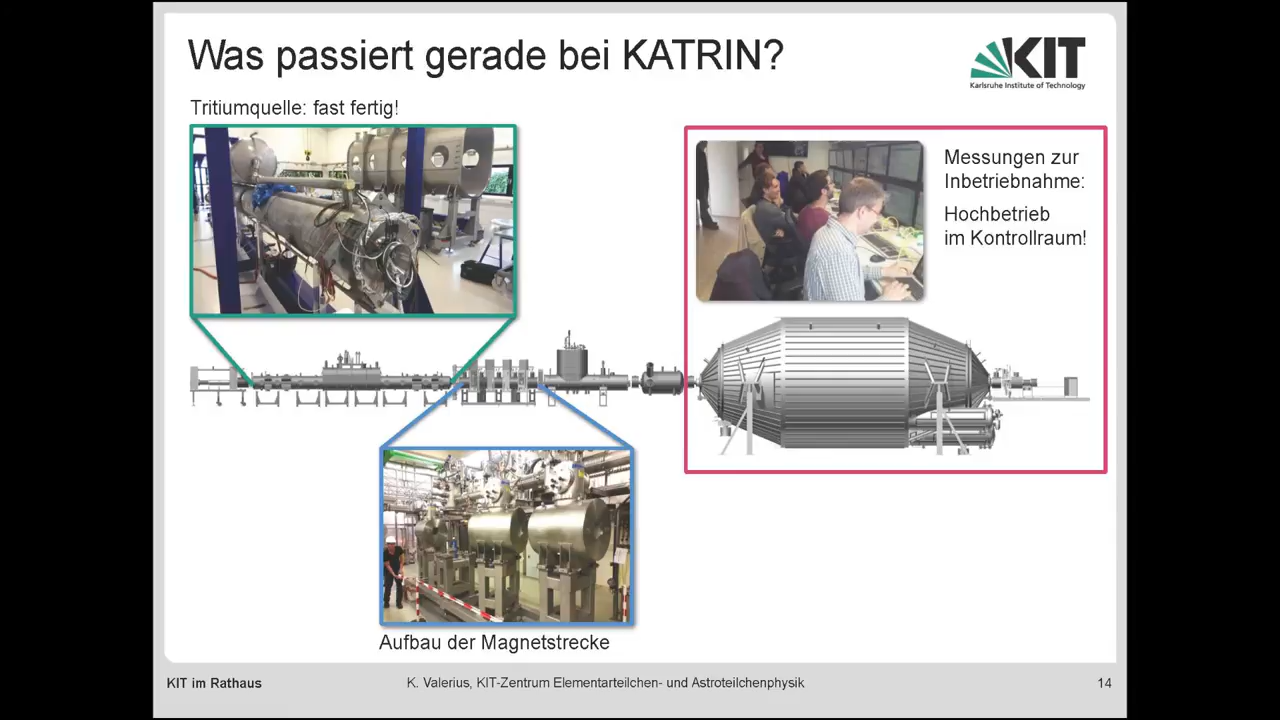 Was passiert gerade bei KATRIN?
KIT
Karlsruhe Institute of Technology
Tritiumquelle: fast fertig!
Messungen zur
Inbetriebnahme:
Hochbetrieb
im Kontrollraum!
Aufbau der Magnetstrecke
KIT im Rathaus
K. Valerius, KIT-Zentrum Elementarteilchen- und Astroteilchenphysik
14